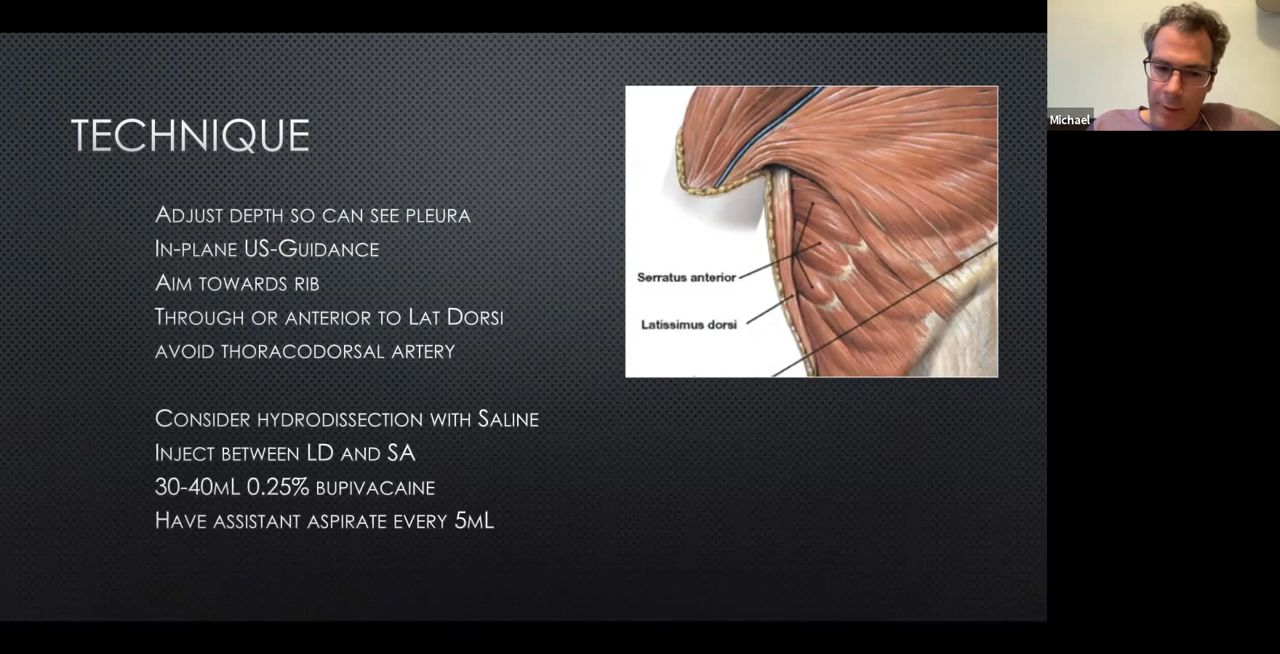 TECHNIQUE
ADJUST DEPTH SO CAN SEE PLEURA
IN-PLANE US-GUIDANCE
AIM TOWARDS RIB
THROUGH OR ANTERIOR TO LAT DORSI
AVOID THORACODORSAL ARTERY
CONSIDER HYDRODISSECTION WITH SALINE
INJECT BETWEEN LD AND SA
30-40ML 0.25% BUPIVACAINE
HAVE ASSISTANT ASPIRATE EVERY 5ML
Serratus anterior
Latissimus dorsi
Michael